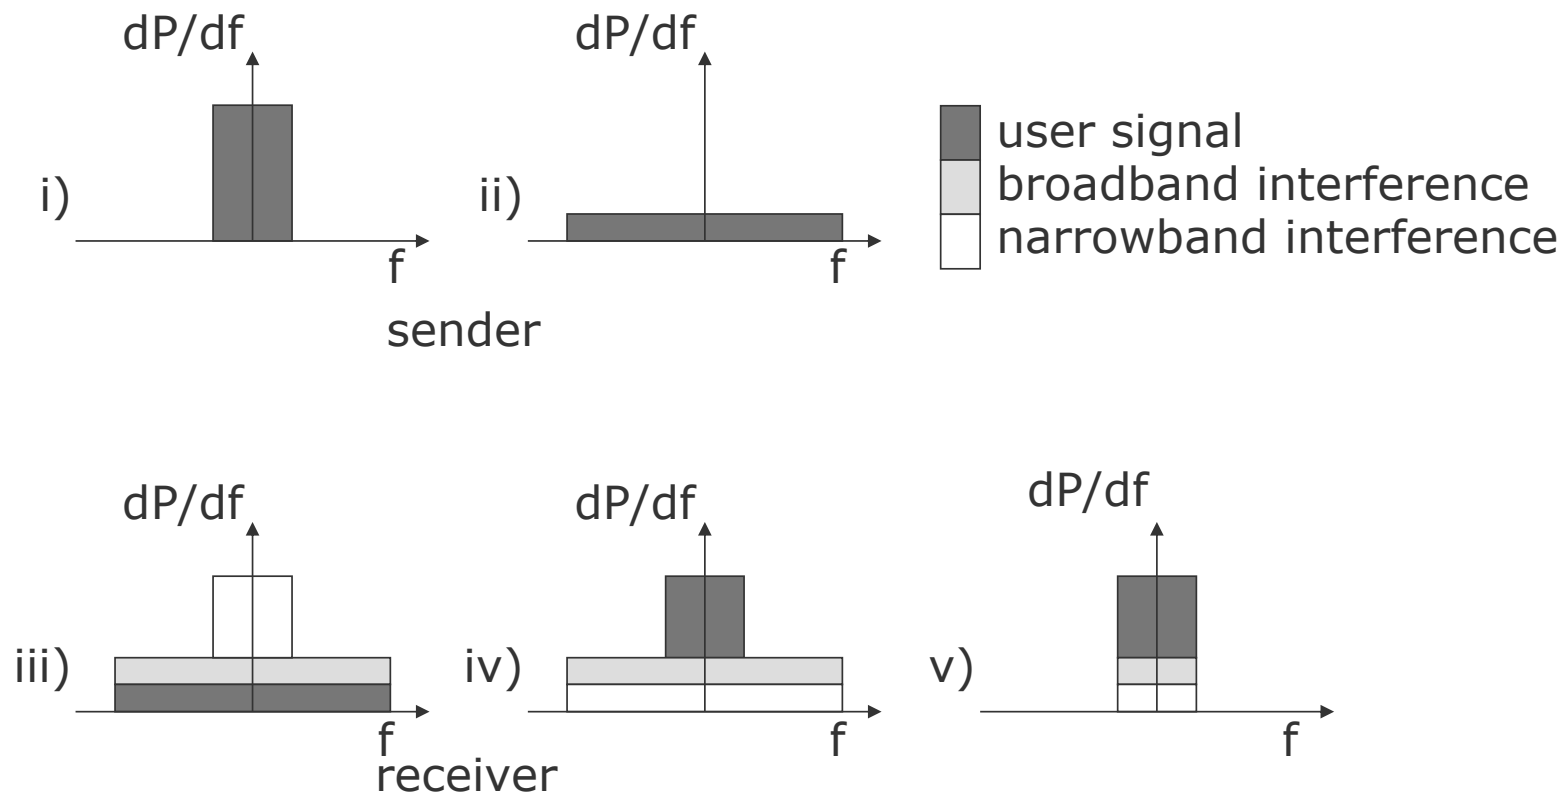 dP/df
dP/df
i)
ii)
user signal
broadband interference
narrowband interference
f
f
sender
dP/df
dP/df
dP/df
iii)
iv)
v)
f
f
f
receiver